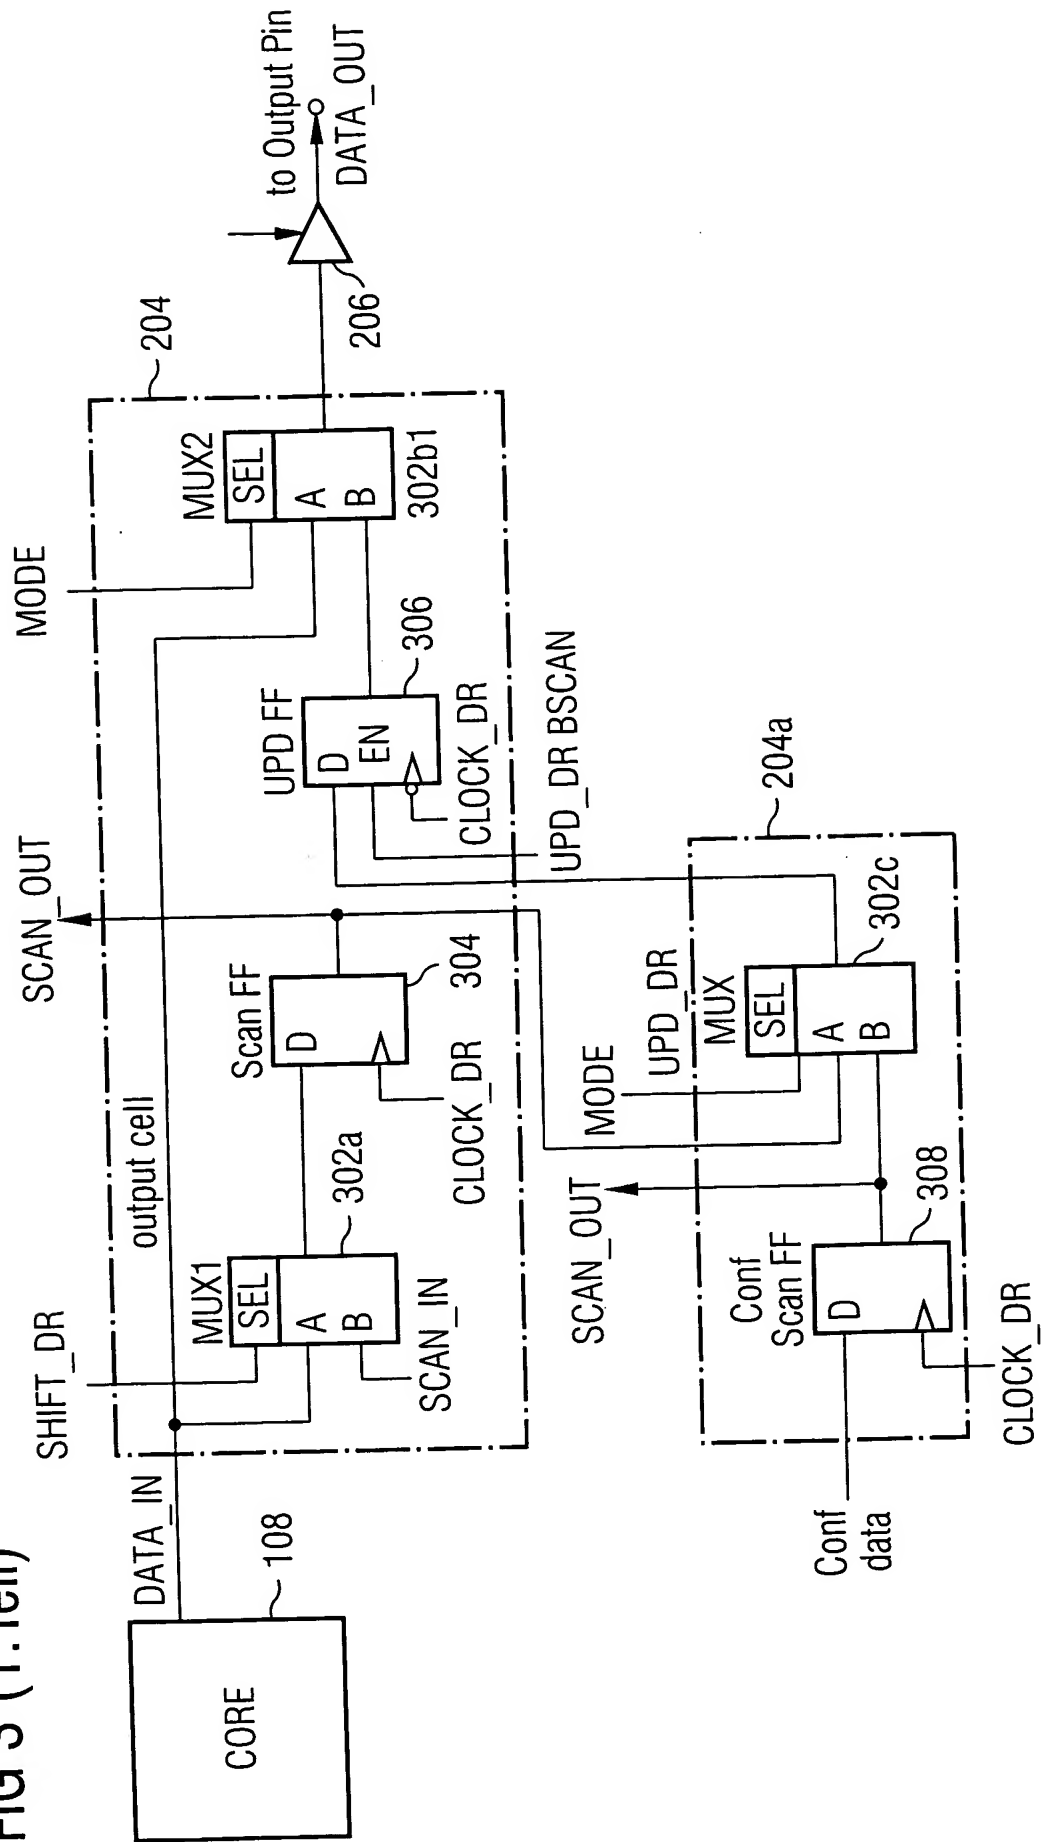 FIG 3 (1.Teil)
CORE
108
DATA_IN
SHIFT_DR
output cell
MUX1
SEL
A
B
302a
SCAN_IN
Scan FF
D
304
CLOCK_DR
SCAN_OUT
UPD FF
D
EN
306
CLOCK_DR
UPD_DR BSCAN
MODE
MUX2
SEL
A
B
302b1
204
206
to Output Pin
DATA_OUT
Conf
data
Conf
Scan FF
D
308
CLOCK_DR
SCAN_OUT
MODE
UPD_DR
MUX
SEL
A
B
302c
204a